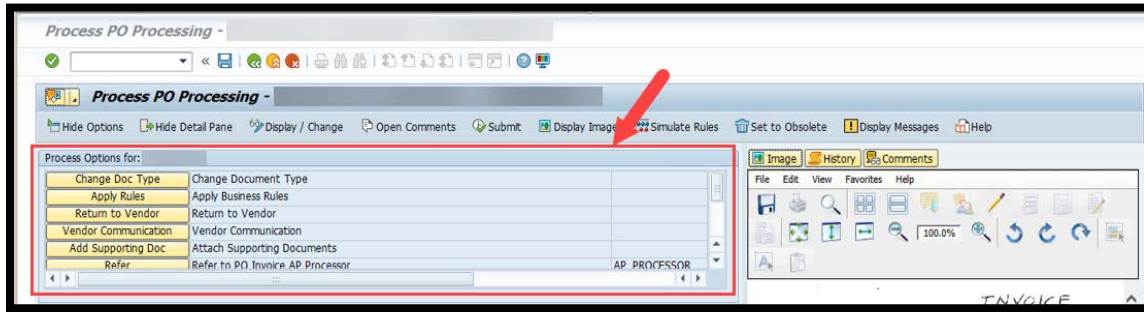 Process PO Processing -
Process PO Processing -
Hide Options Hide Detail Pane Display / Change Open Comments Submit Display Image Simulate Rules Set to Obsolete Display Messages Help
Process Options for:
Change Doc Type Change Document Type
Apply Rules Apply Business Rules
Return to Vendor Return to Vendor
Vendor Communication Vendor Communication
Add Supporting Doc Attach Supporting Documents
Refer Refer to PO Invoice AP Processor AP_PROCESSOR
Image History Comments
File Edit View Favorites Help
100.0%
INVOICE